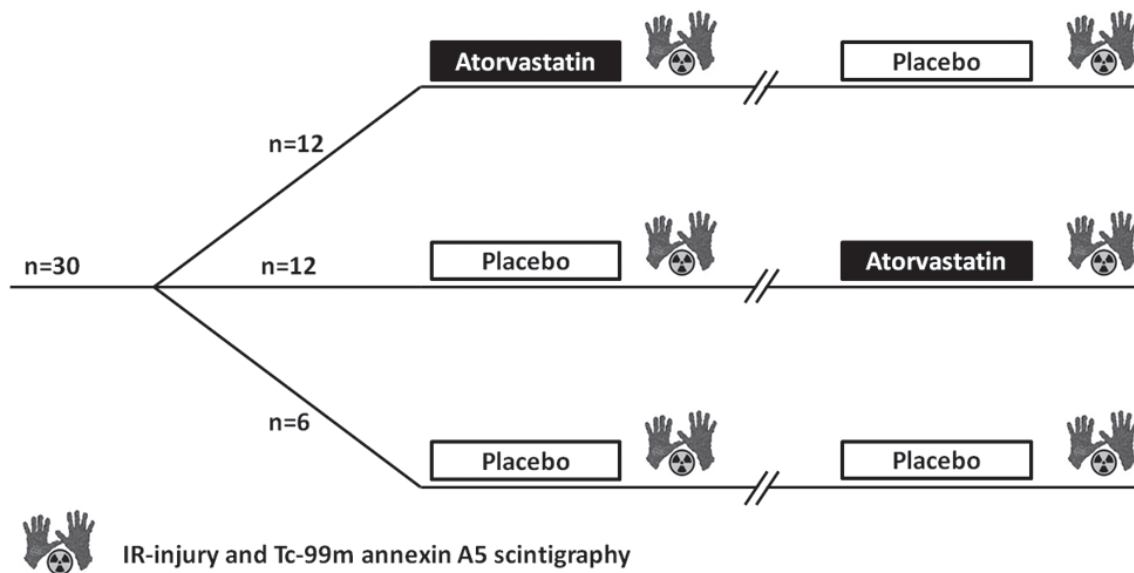 Atorvastatin
Placebo
n=12
n=30
n=12
Placebo
Atorvastatin
n=6
Placebo
Placebo
IR-injury and Tc-99m annexin A5 scintigraphy